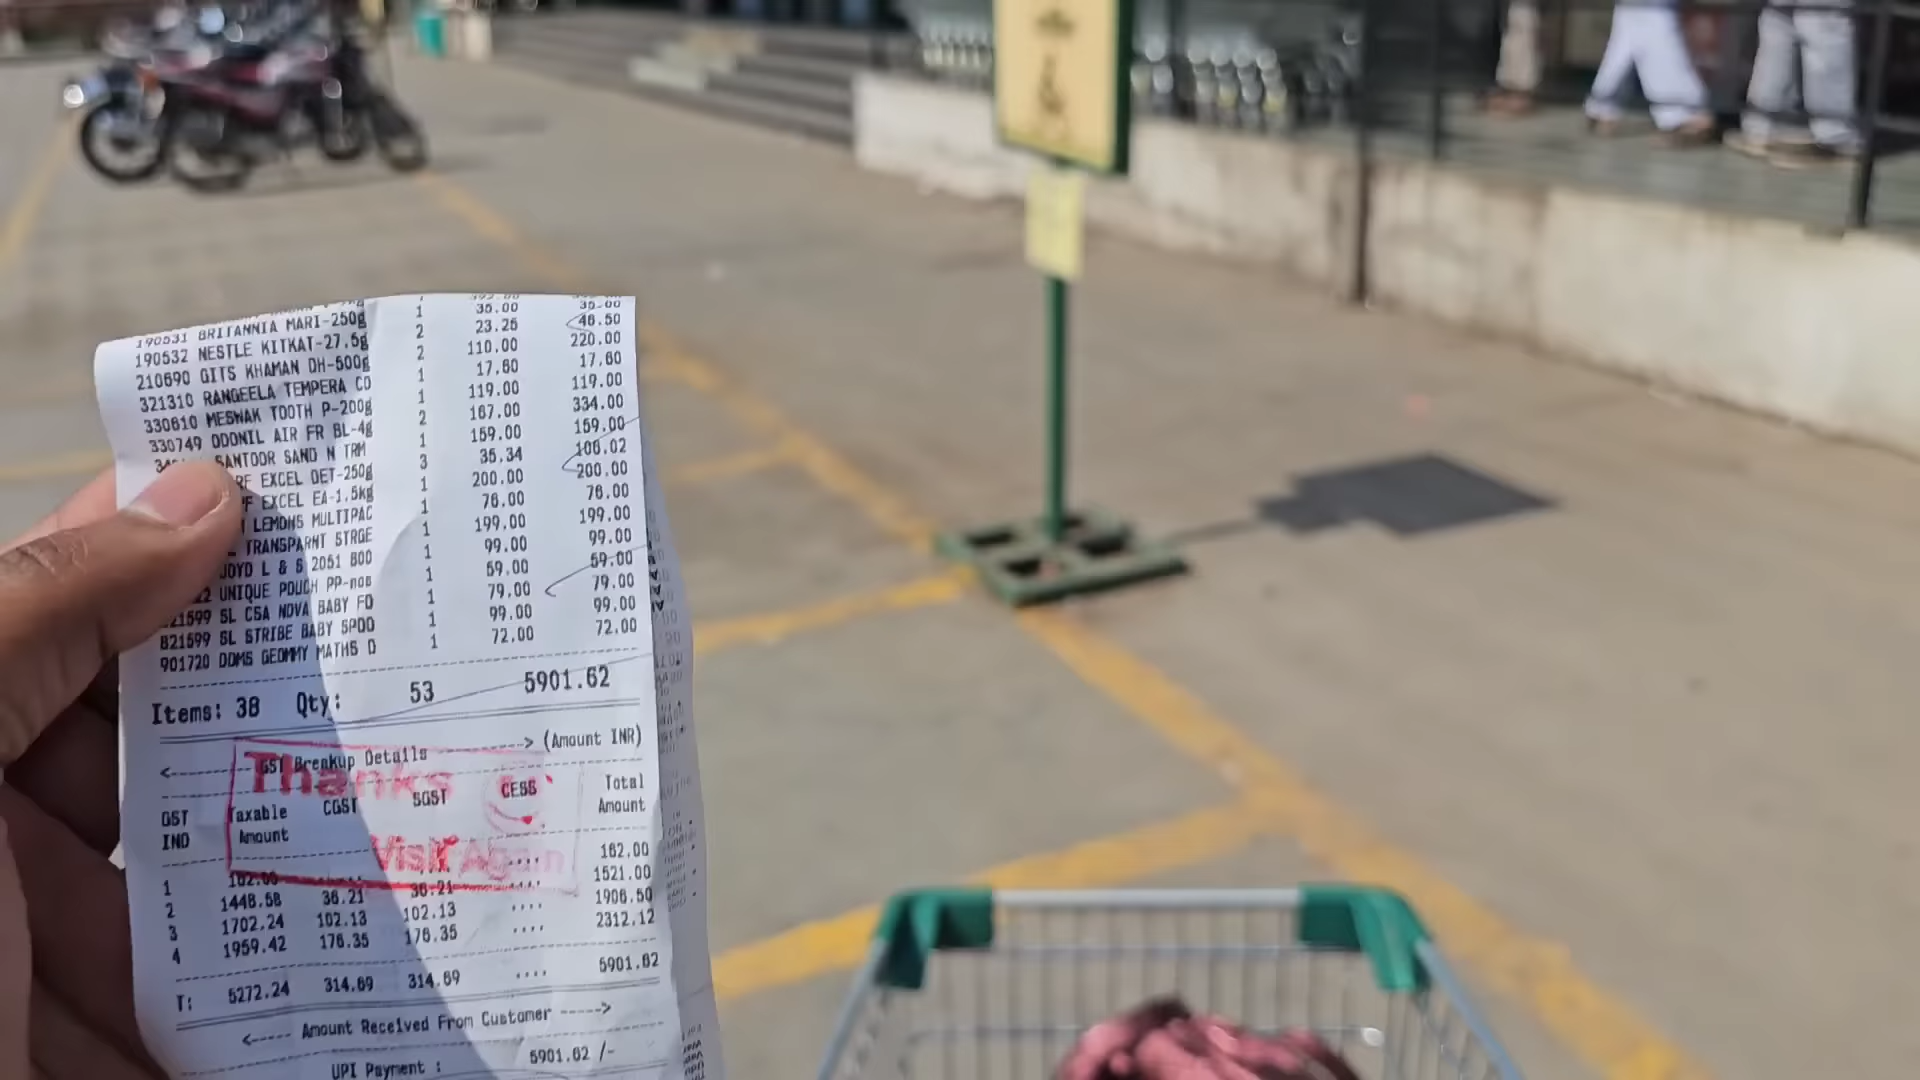 190531 BRITANNIA MARI-250g 1 35.00 35.00
190532 NESTLE KITKAT-27.5g 2 23.25 46.50
210690 GITS KHAMAN DH-500g 2 110.00 220.00
321310 RANGEELA TEMPERA CO 1 17.60 17.60
330610 MESWAK TOOTH P-200g 1 119.00 119.00
330749 ODONIL AIR FR BL-4g 2 167.00 334.00
SANTOOR SAND N TRM 1 159.00 159.00
RF EXCEL DET-250g 3 35.34 106.02
F EXCEL EA-1.5kg 1 200.00 200.00
LEMONS MULTIPAC 1 76.00 76.00
TRANSPARNT STRGE 1 199.00 199.00
JOYO L & S 2051 800 1 99.00 99.00
UNIQUE POUCH PP-nos 1 59.00 59.00
SL CSA NOVA BABY FO 1 79.00 79.00
821599 SL STRIBE BABY SPOO 1 99.00 99.00
901720 DOMS GEOMMY MATHS D 1 72.00 72.00
Items: 38 Qty: 53 5901.62
<------ GST Breakup Details --------> (Amount INR)
GST Taxable CGST SGST CESS Total
IND Amount Amount
Thanks
Visit Again
1 162.00 .... 162.00
2 1448.58 36.21 36.21 .... 1521.00
3 1702.24 102.13 102.13 .... 1906.50
4 1959.42 176.35 176.35 .... 2312.12
T: 5272.24 314.69 314.69 .... 5901.62
<----- Amount Received From Customer ----->
UPI Payment : 5901.62 /-